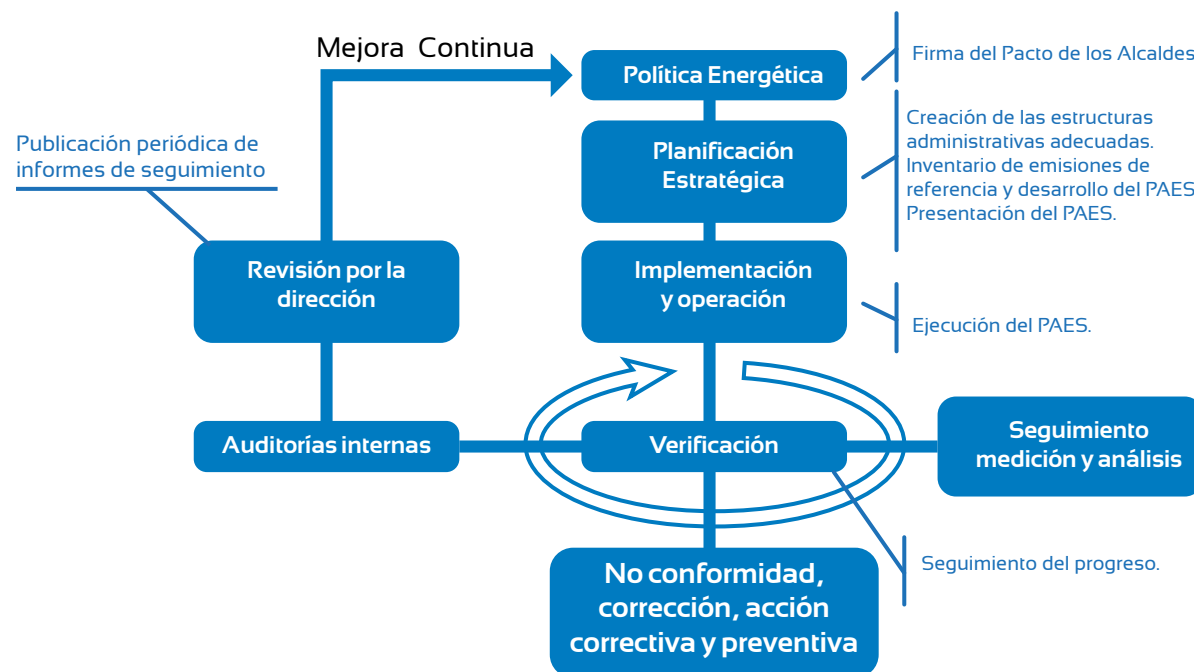 Mejora Continua
Política Energética
Firma del Pacto de los Alcaldes
Planificación
Estratégica
Creación de las estructuras
administrativas adecuadas.
Inventario de emisiones de
referencia y desarrollo del PAES
Presentación del PAES.
Publicación periódica de
informes de seguimiento
Revisión por la
dirección
Implementación
y operación
Ejecución del PAES.
Auditorías internas
Verificación
Seguimiento
medición y análisis
Seguimiento del progreso.
No conformidad,
corrección, acción
correctiva y preventiva